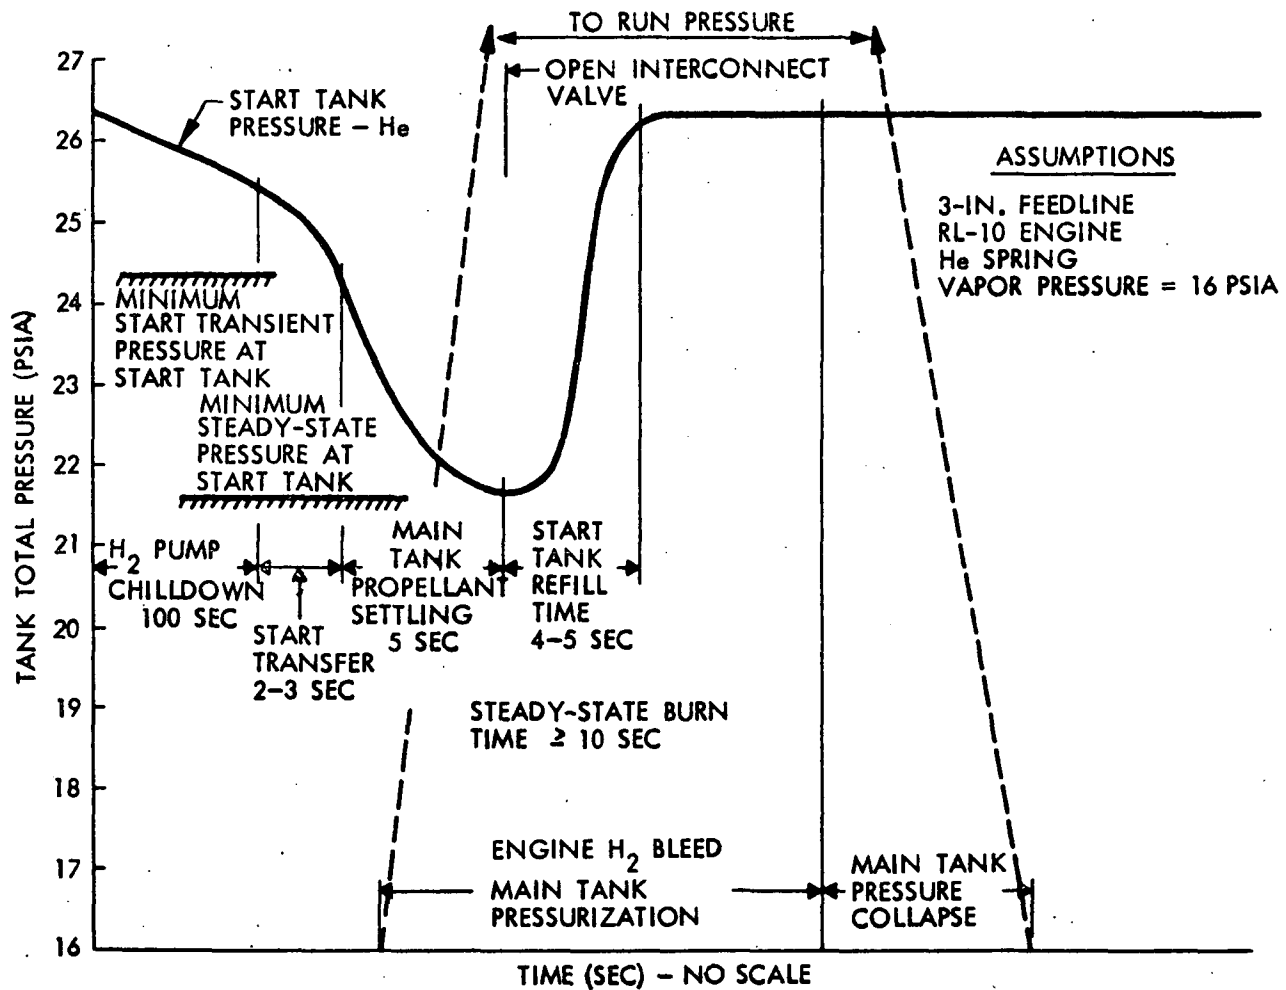 TO RUN PRESSURE
OPEN INTERCONNECT
VALVE
START TANK
PRESSURE – He
ASSUMPTIONS
3-IN. FEEDLINE
RL-10 ENGINE
He SPRING
VAPOR PRESSURE = 16 PSIA
TANK TOTAL PRESSURE (PSIA)
27
26
25
24
23
22
21
20
19
18
17
16
MINIMUM
START TRANSIENT
PRESSURE AT
START TANK
MINIMUM
STEADY-STATE
PRESSURE AT
START TANK
H2 PUMP
CHILLDOWN
100 SEC
START
TRANSFER
2–3 SEC
MAIN
TANK
PROPELLANT
SETTLING
5 SEC
START
TANK
REFILL
TIME
4–5 SEC
STEADY-STATE BURN
TIME ≥ 10 SEC
ENGINE H2 BLEED
MAIN TANK
PRESSURIZATION
MAIN TANK
PRESSURE
COLLAPSE
TIME (SEC) – NO SCALE